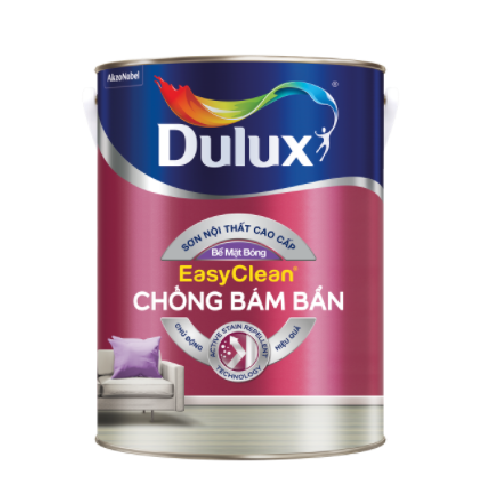 AkzoNobel
Dulux
SƠN NỘI THẤT CAO CẤP
Bề Mặt Bóng
EasyClean®
CHỐNG BÁM BẨN
CHỦ ĐỘNG
ACTIVE STAIN REPELLENT
TECHNOLOGY
HIỆU QUẢ